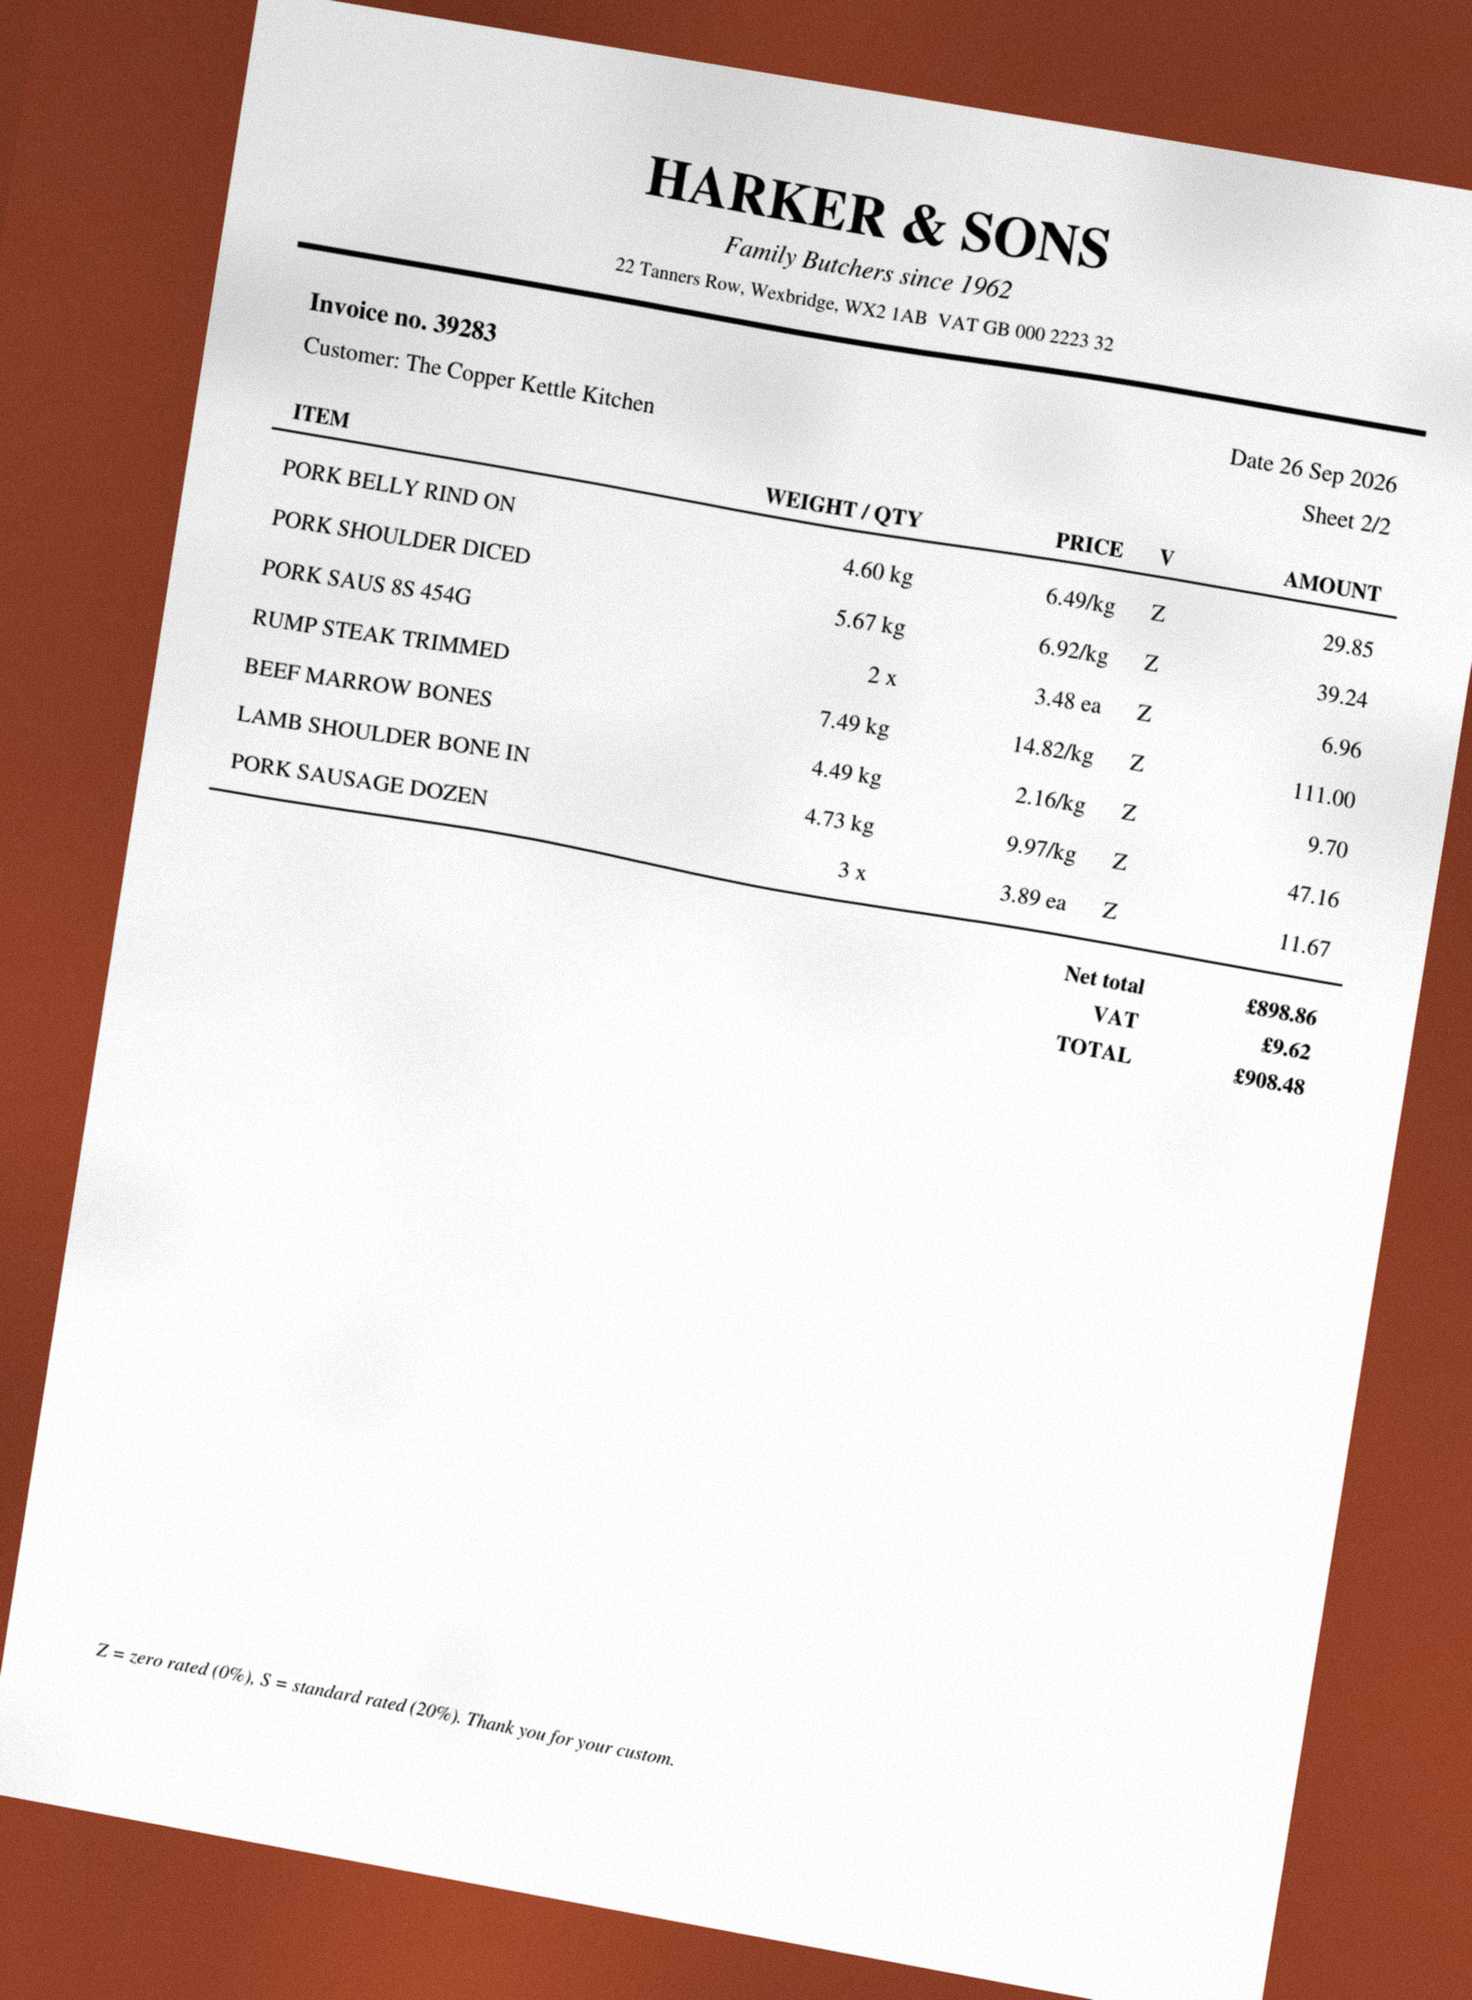 HARKER & SONS
Family Butchers since 1962
22 Tanners Row, Wexbridge, WX2 1AB VAT GB 000 2223 32
Invoice no. 39283 Date 26 Sep 2026
Customer: The Copper Kettle Kitchen Sheet 2/2
ITEM WEIGHT / QTY PRICE V AMOUNT
PORK BELLY RIND ON 4.60 kg 6.49/kg Z 29.85
PORK SHOULDER DICED 5.67 kg 6.92/kg Z 39.24
PORK SAUS 8S 454G 2 x 3.48 ea Z 6.96
RUMP STEAK TRIMMED 7.49 kg 14.82/kg Z 111.00
BEEF MARROW BONES 4.49 kg 2.16/kg Z 9.70
LAMB SHOULDER BONE IN 4.73 kg 9.97/kg Z 47.16
PORK SAUSAGE DOZEN 3 x 3.89 ea Z 11.67
Net total £898.86
VAT £9.62
TOTAL £908.48
Z = zero rated (0%), S = standard rated (20%). Thank you for your custom.